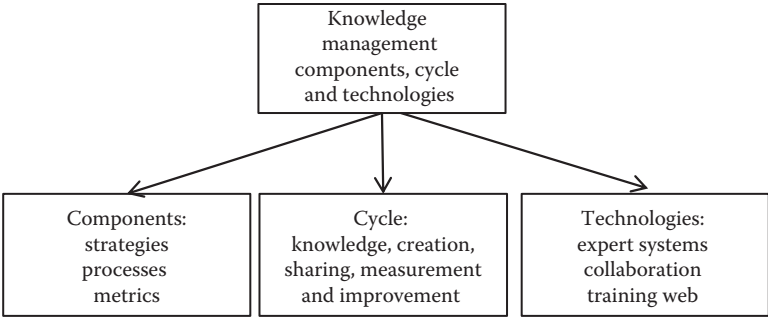 Knowledge
management
components, cycle
and technologies
Components:
strategies
processes
metrics
Cycle:
knowledge, creation,
sharing, measurement
and improvement
Technologies:
expert systems
collaboration
training web